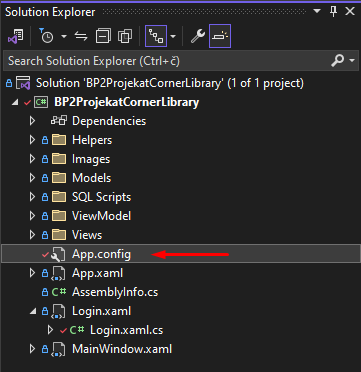 Solution Explorer
Search Solution Explorer (Ctrl+č)
Solution 'BP2ProjekatCornerLibrary' (1 of 1 project)
C# BP2ProjekatCornerLibrary
Dependencies
Helpers
Images
Models
SQL Scripts
ViewModel
Views
App.config
App.xaml
C# AssemblyInfo.cs
Login.xaml
C# Login.xaml.cs
MainWindow.xaml